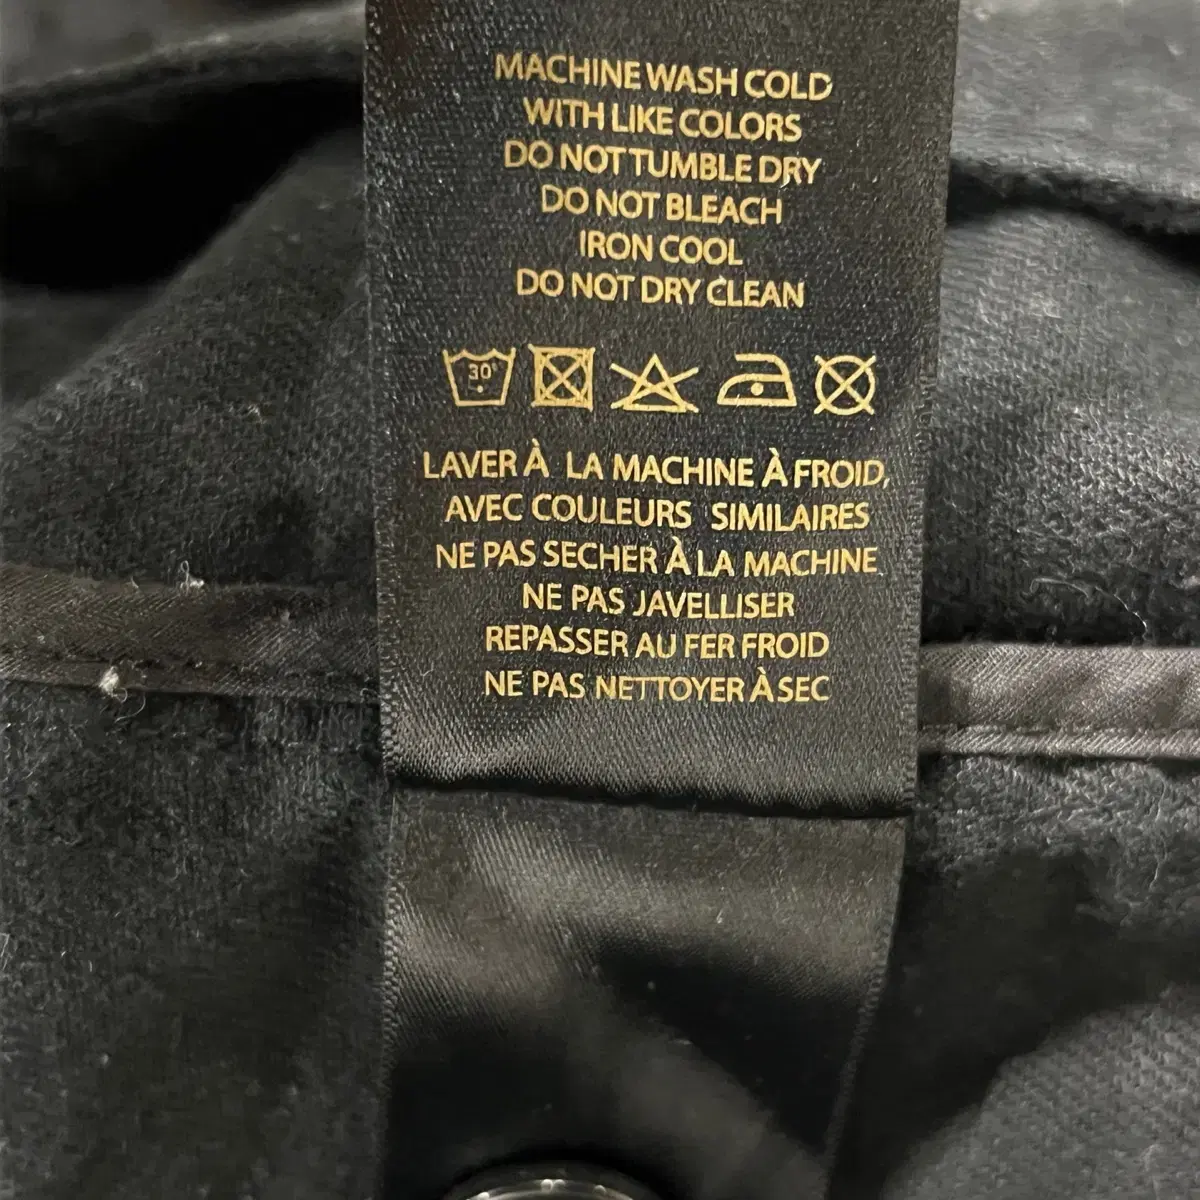 MACHINE WASH COLD
WITH LIKE COLORS
DO NOT TUMBLE DRY
DO NOT BLEACH
IRON COOL
DO NOT DRY CLEAN
30°
LAVER À LA MACHINE À FROID,
AVEC COULEURS SIMILAIRES
NE PAS SECHER À LA MACHINE
NE PAS JAVELLISER
REPASSER AU FER FROID
NE PAS NETTOYER À SEC